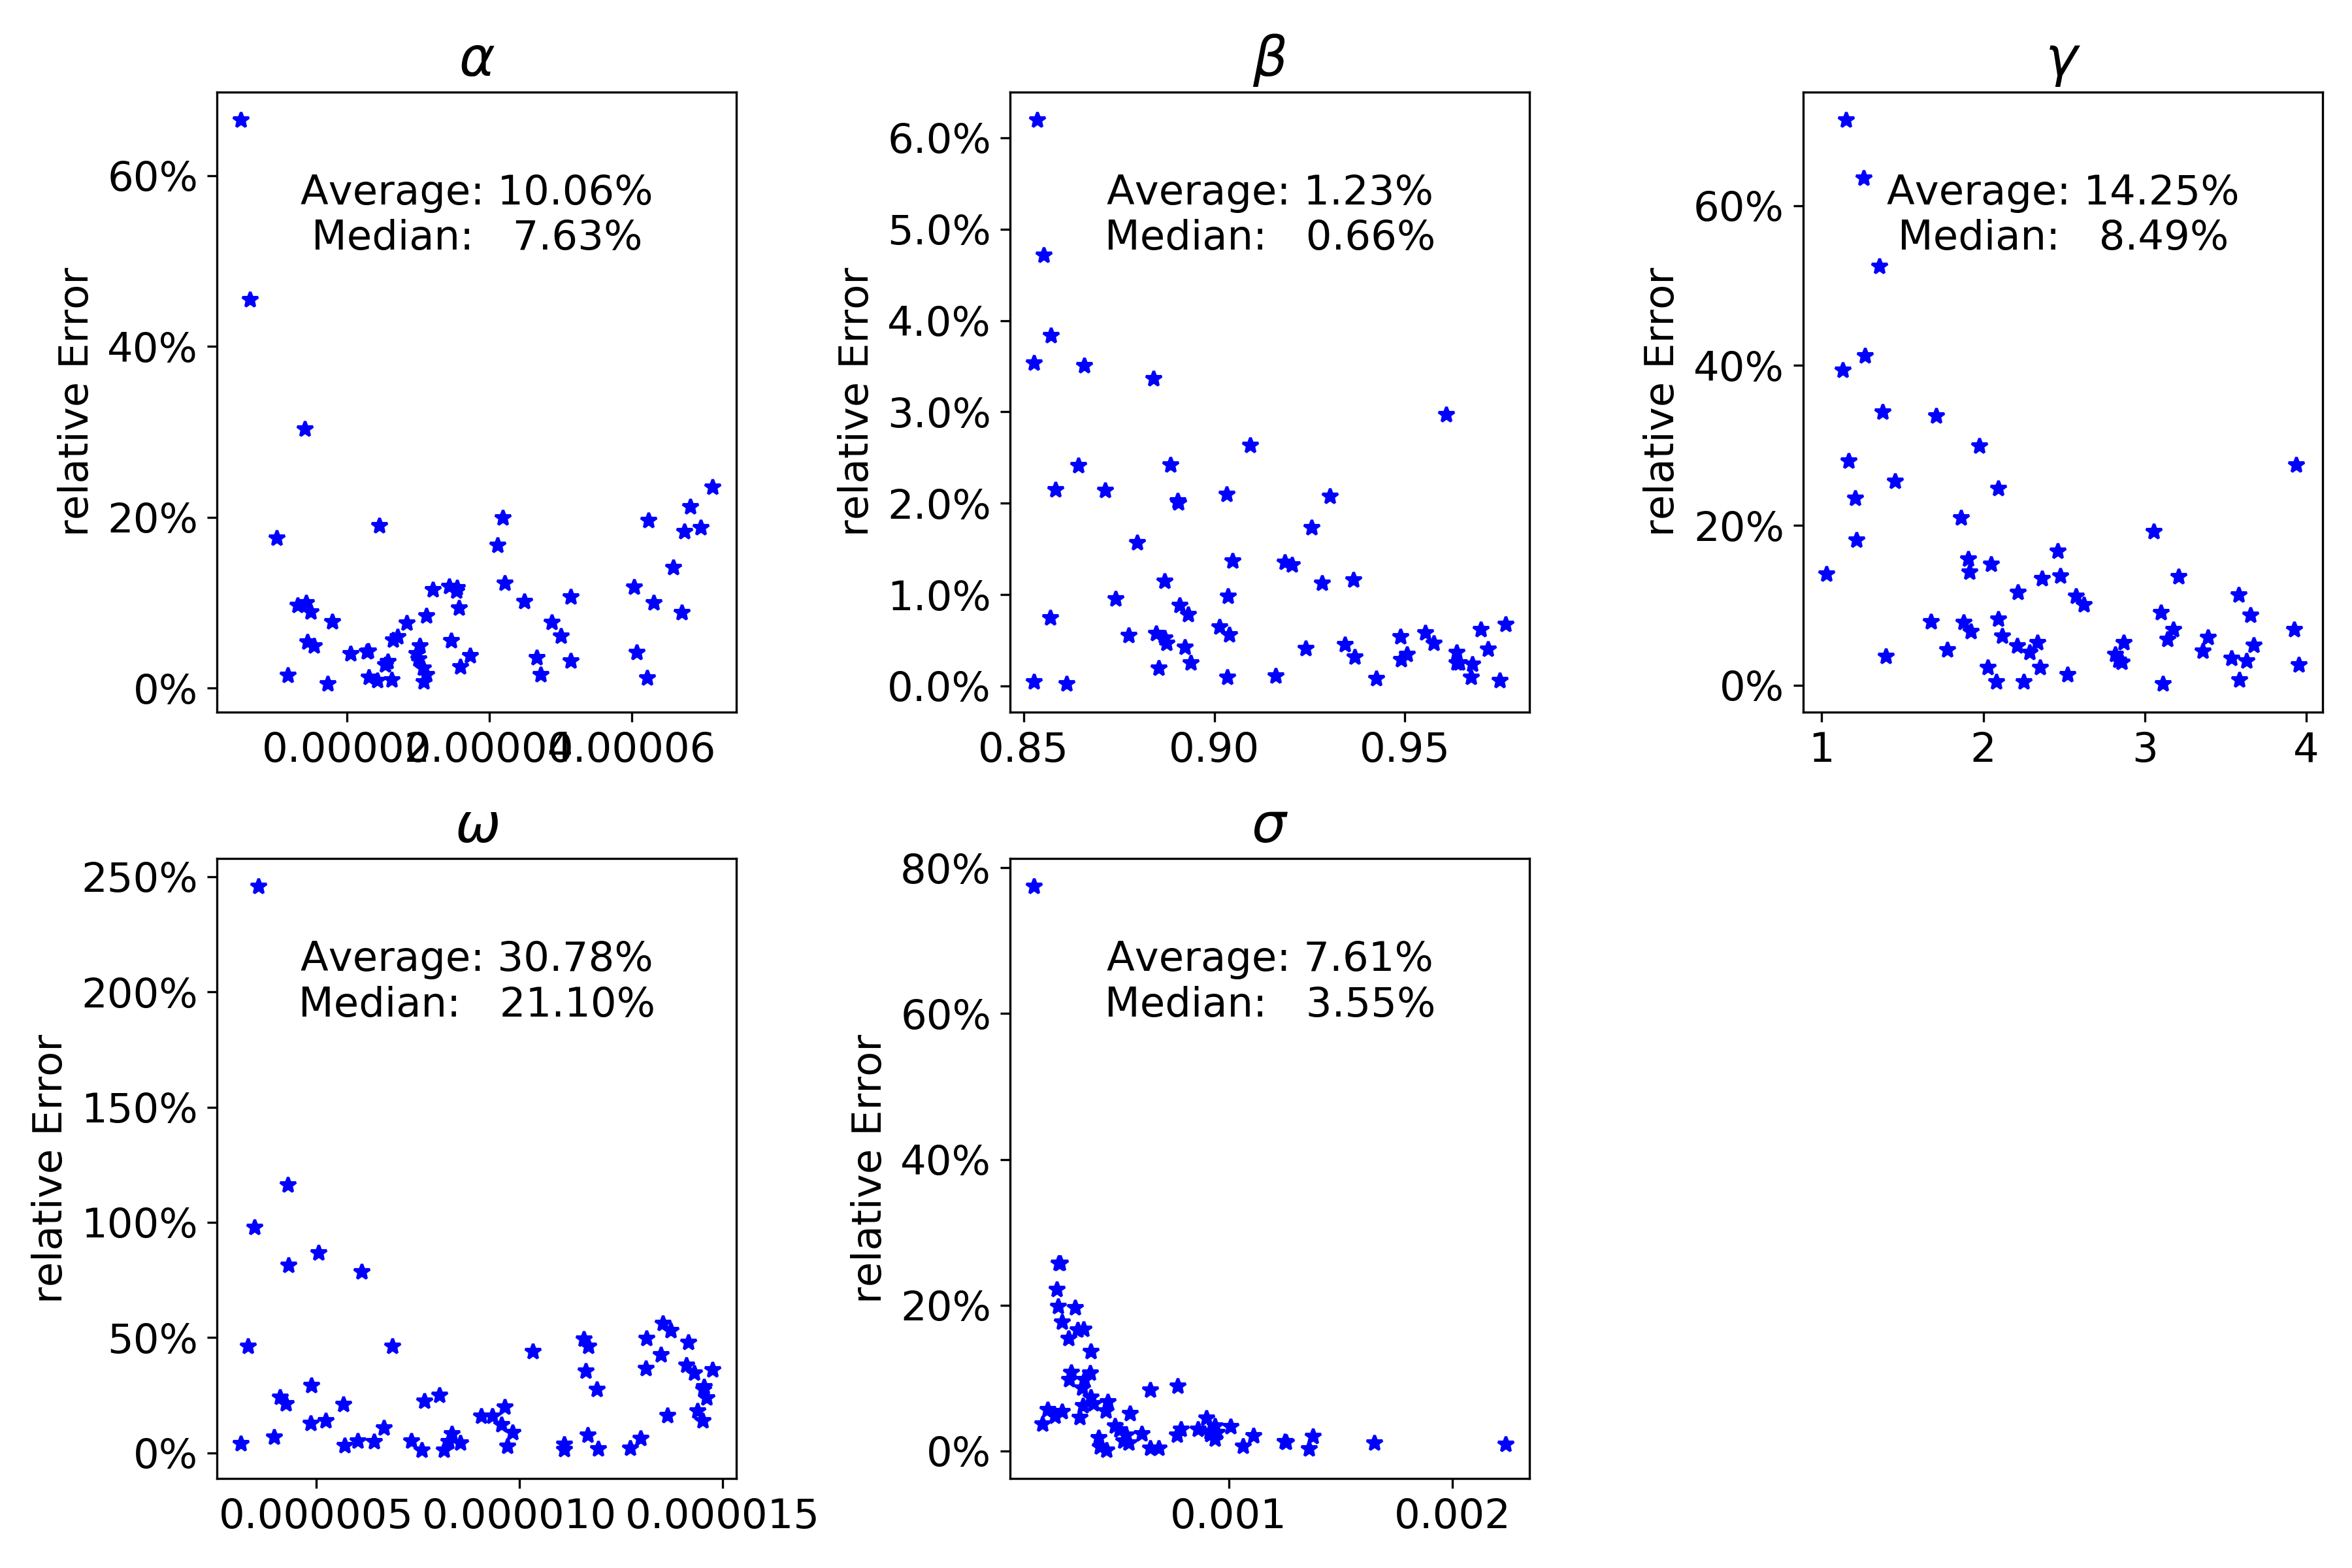 α
relative Error
60%
40%
20%
0%
Average: 10.06%
Median: 7.63%
0.00002 0.00004 0.00006
β
relative Error
6.0%
5.0%
4.0%
3.0%
2.0%
1.0%
0.0%
Average: 1.23%
Median: 0.66%
0.85 0.90 0.95
γ
relative Error
60%
40%
20%
0%
Average: 14.25%
Median: 8.49%
1 2 3 4
ω
relative Error
250%
200%
150%
100%
50%
0%
Average: 30.78%
Median: 21.10%
0.000005 0.000010 0.000015
σ
relative Error
80%
60%
40%
20%
0%
Average: 7.61%
Median: 3.55%
0.001 0.002